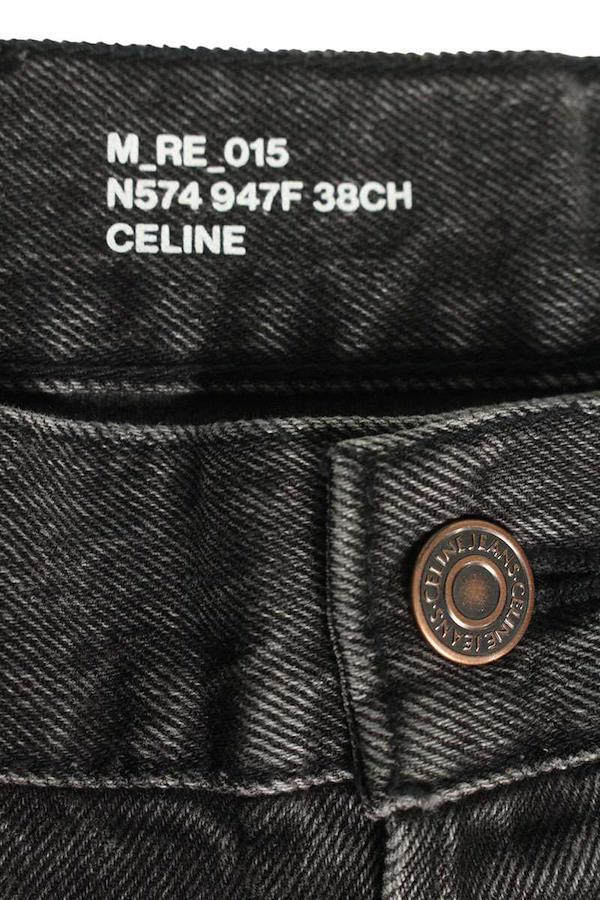 M_RE_015
N574 947F 38CH
CELINE
CELINE JEANS · CELINE JEANS ·